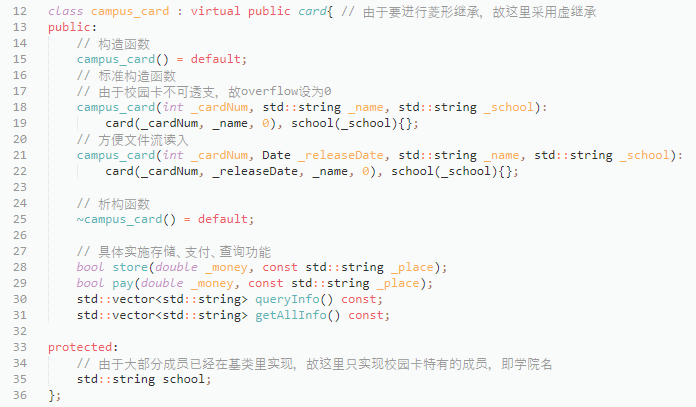 12 class campus_card : virtual public card{ // 由于要进行菱形继承，故这里采用虚继承
13 public:
14     // 构造函数
15     campus_card() = default;
16     // 标准构造函数
17     // 由于校园卡不可透支，故overflow设为0
18     campus_card(int _cardNum, std::string _name, std::string _school):
19         card(_cardNum, _name, 0), school(_school){};
20     // 方便文件流读入
21     campus_card(int _cardNum, Date _releaseDate, std::string _name, std::string _school):
22         card(_cardNum, _releaseDate, _name, 0), school(_school){};
23
24     // 析构函数
25     ~campus_card() = default;
26
27     // 具体实施存储、支付、查询功能
28     bool store(double _money, const std::string _place);
29     bool pay(double _money, const std::string _place);
30     std::vector<std::string> queryInfo() const;
31     std::vector<std::string> getAllInfo() const;
32
33 protected:
34     // 由于大部分成员已经在基类里实现，故这里只实现校园卡特有的成员，即学院名
35     std::string school;
36 };